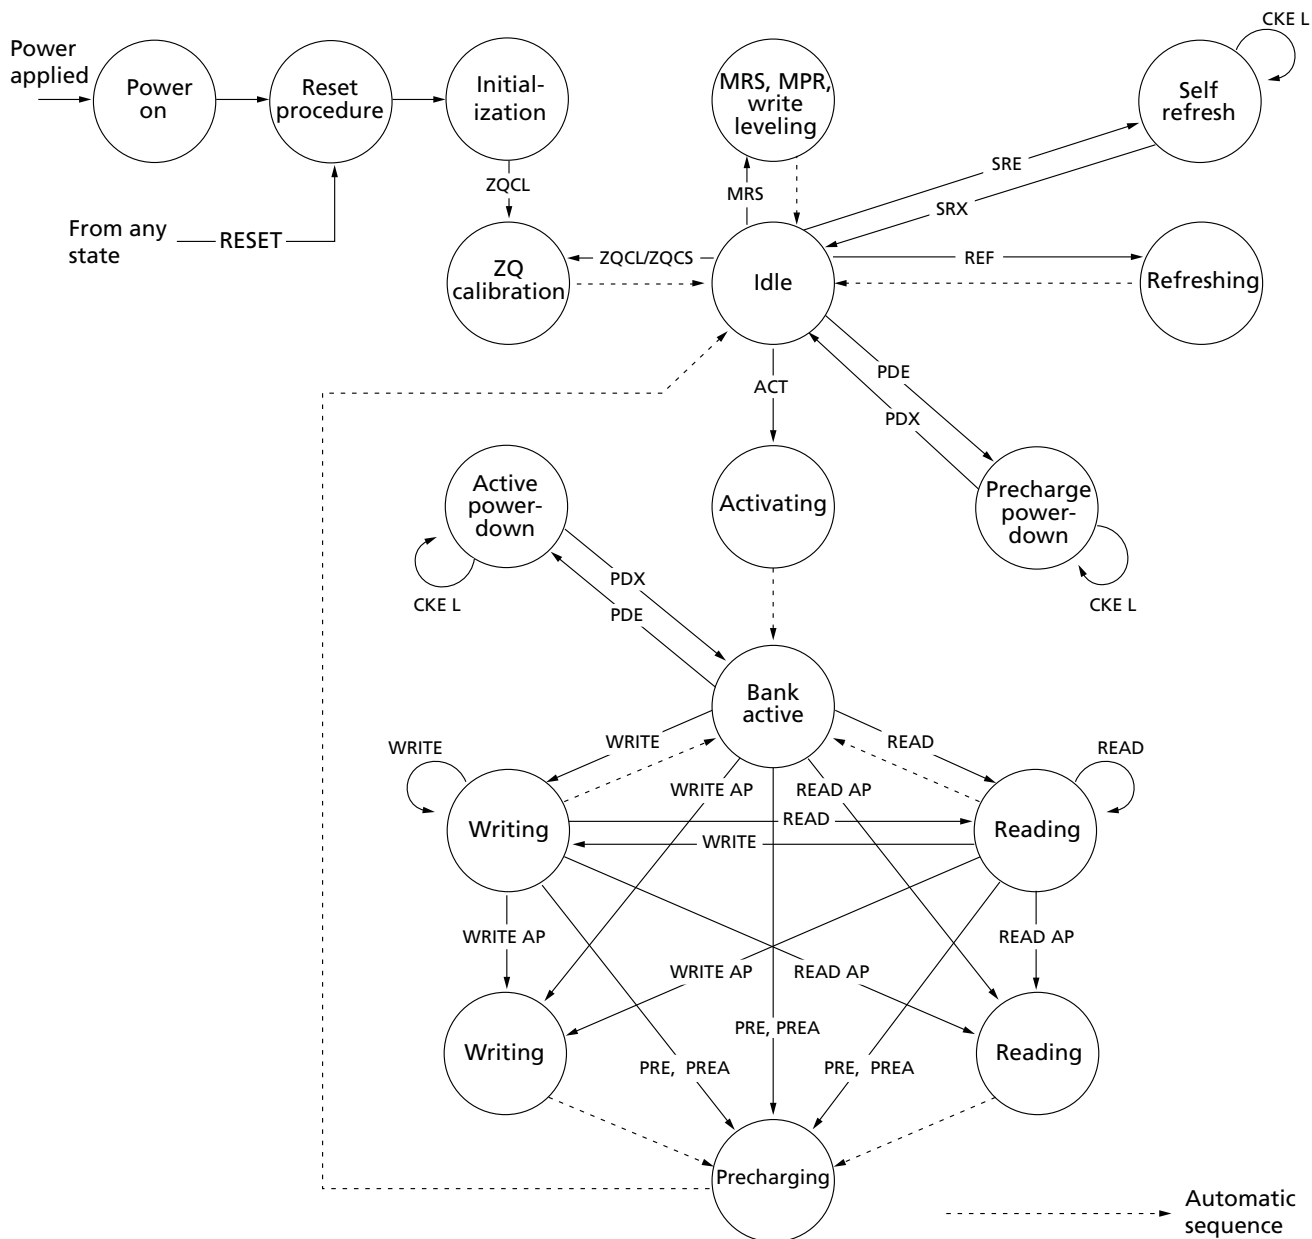 Power
applied
Power
on
Reset
procedure
Initial-
ization
MRS, MPR,
write
leveling
Self
refresh
CKE L
ZQCL
MRS
SRE
SRX
From any
state
RESET
ZQ
calibration
ZQCL/ZQCS
Idle
REF
Refreshing
PDE
PDX
ACT
Active
power-
down
CKE L
Activating
Precharge
power-
down
CKE L
PDX
PDE
Bank
active
WRITE
WRITE
READ
READ
WRITE AP
READ AP
Writing
READ
WRITE
Reading
WRITE AP
READ AP
WRITE AP
READ AP
Writing
PRE, PREA
Reading
PRE, PREA
PRE, PREA
Precharging
Automatic
sequence